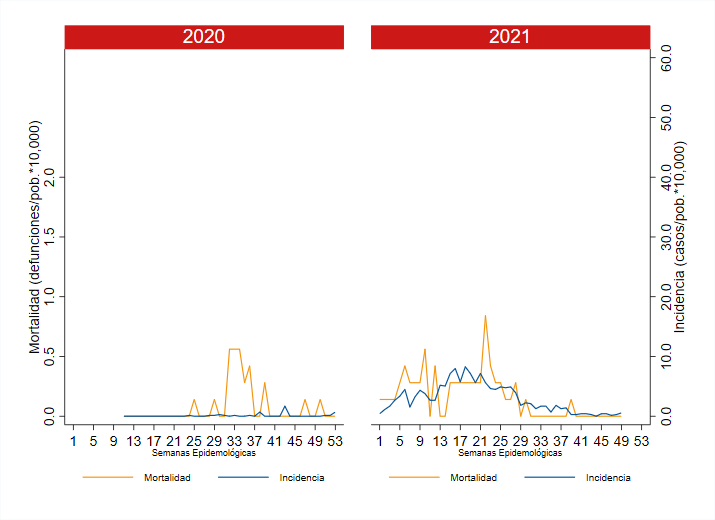 2020
2021
Mortalidad (defunciones/pob.*10,000)
0.0 0.5 1.0 1.5 2.0
Incidencia (casos/pob.*10,000)
0.0 10.0 20.0 30.0 40.0 50.0 60.0
1 5 9 13 17 21 25 29 33 37 41 45 49 53
Semanas Epidemológicas
1 5 9 13 17 21 25 29 33 37 41 45 49 53
Semanas Epidemológicas
Mortalidad Incidencia
Mortalidad Incidencia